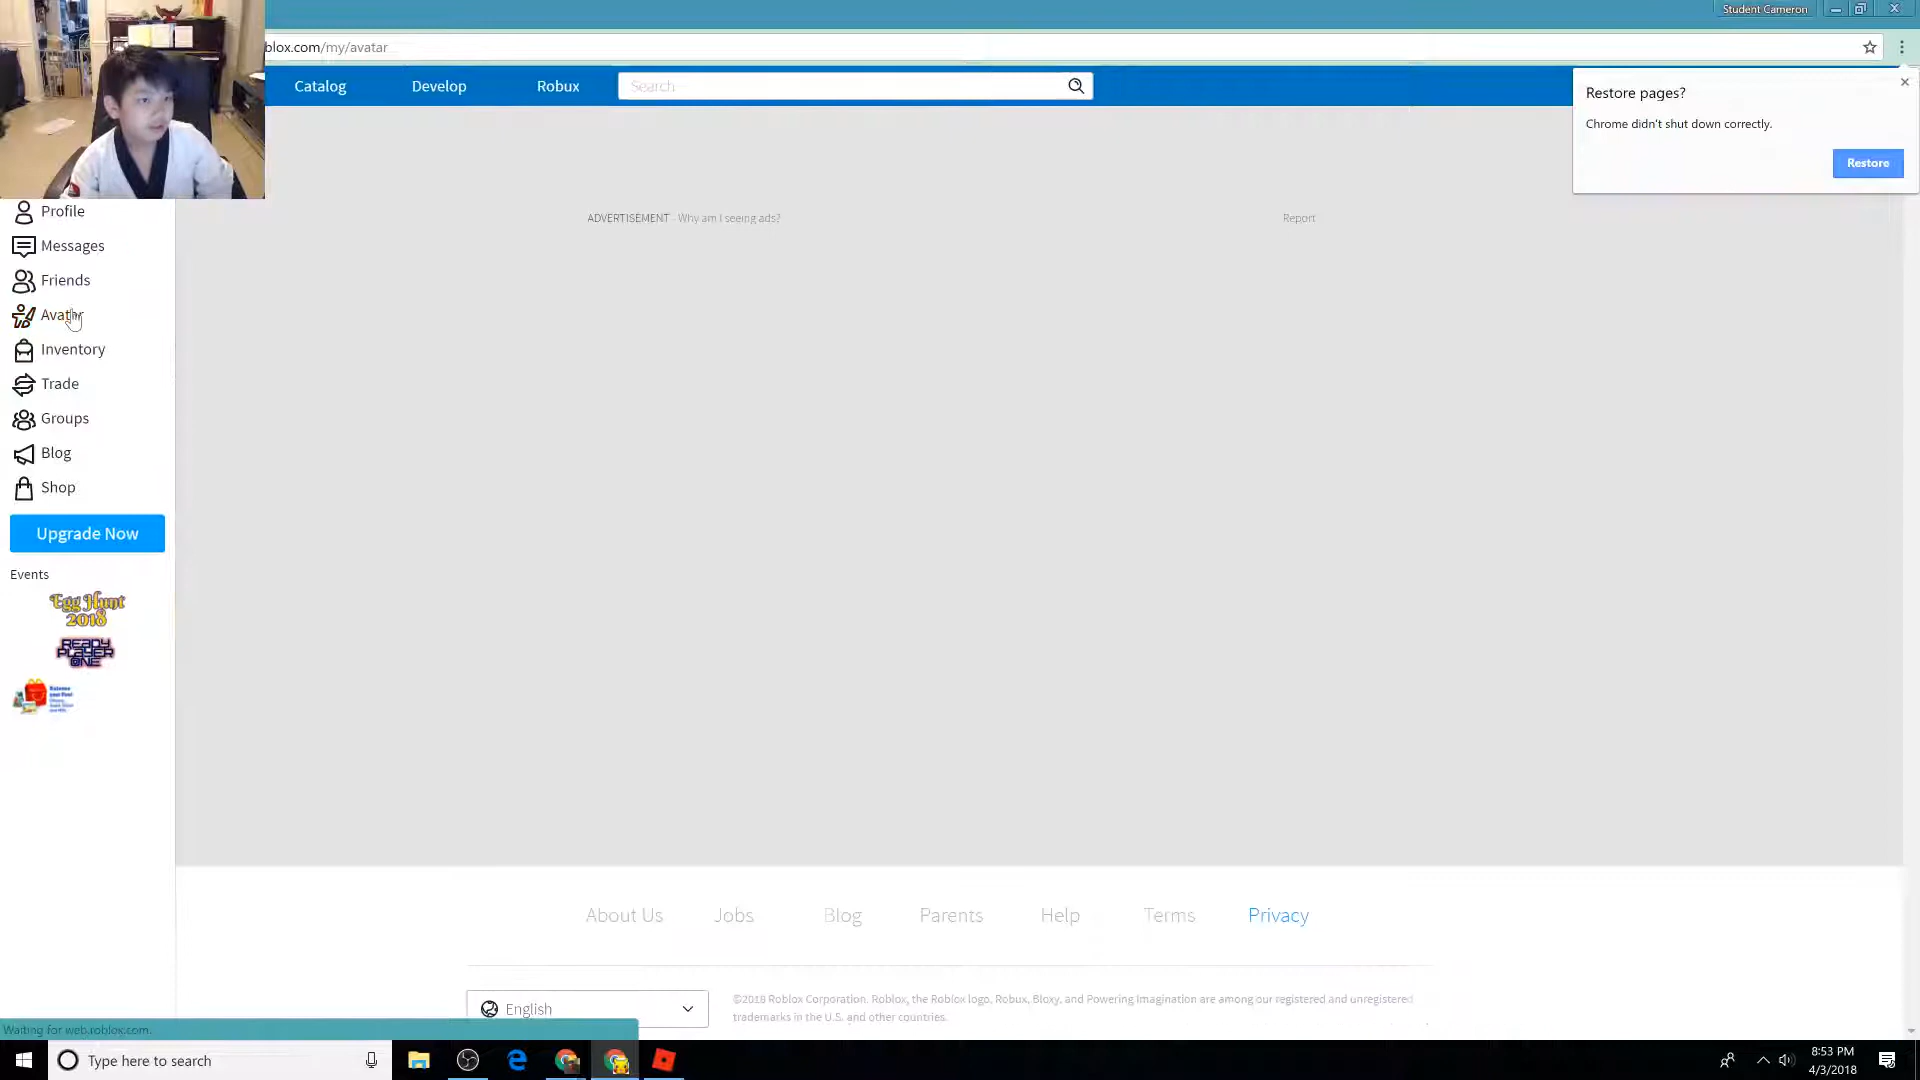 Student Cameron
blox.com/my/avatar
Catalog
Develop
Robux
Search
Restore pages?
Chrome didn't shut down correctly.
Restore
ADVERTISEMENT - Why am I seeing ads?
Report
Profile
Messages
Friends
Avatar
Inventory
Trade
Groups
Blog
Shop
Upgrade Now
Events
Egg Hunt
2018
READY
PLAYER
ONE
About Us
Jobs
Blog
Parents
Help
Terms
Privacy
English
©2018 Roblox Corporation. Roblox, the Roblox logo, Robux, Bloxy, and Powering Imagination are among our registered and unregistered
trademarks in the U.S. and other countries.
Waiting for web.roblox.com.
Type here to search
8:53 PM
4/3/2018